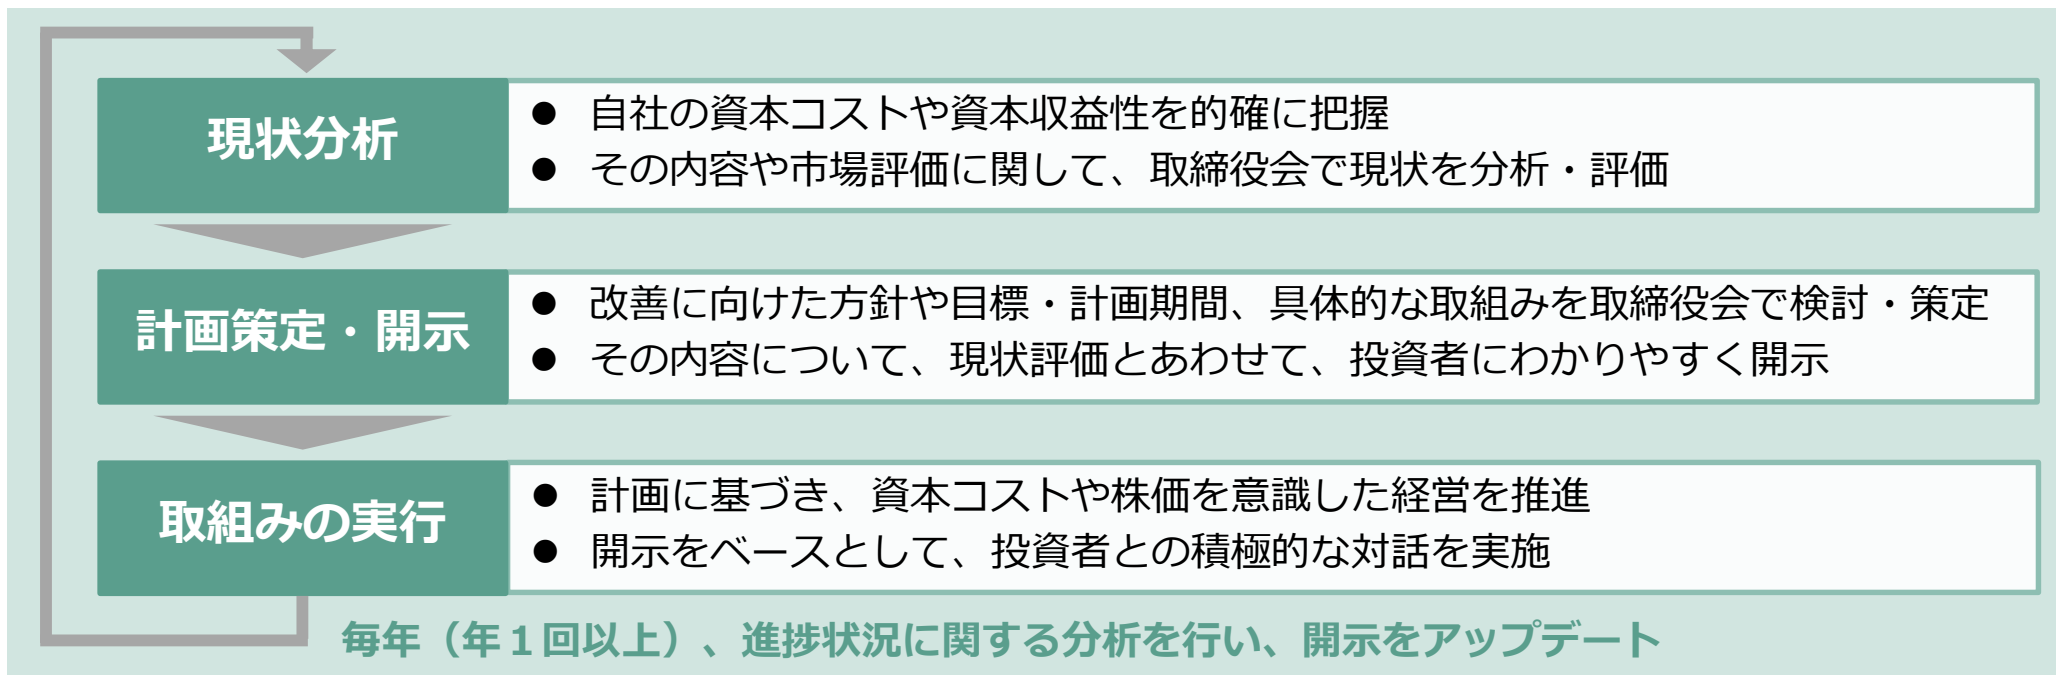 現状分析
● 自社の資本コストや資本収益性を的確に把握
● その内容や市場評価に関して、取締役会で現状を分析・評価
計画策定・開示
● 改善に向けた方針や目標・計画期間、具体的な取組みを取締役会で検討・策定
● その内容について、現状評価とあわせて、投資者にわかりやすく開示
取組みの実行
● 計画に基づき、資本コストや株価を意識した経営を推進
● 開示をベースとして、投資者との積極的な対話を実施
毎年（年１回以上）、進捗状況に関する分析を行い、開示をアップデート